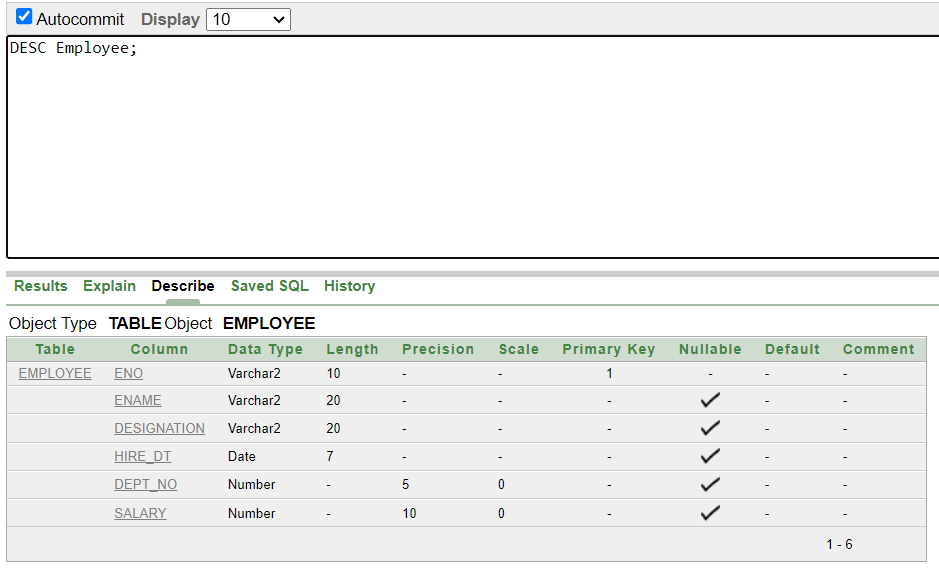 Autocommit Display 10
DESC Employee;
Results Explain Describe Saved SQL History
Object Type TABLE Object EMPLOYEE
Table Column Data Type Length Precision Scale Primary Key Nullable Default Comment
EMPLOYEE ENO Varchar2 10 - - 1 - - -
ENAME Varchar2 20 - - - - -
DESIGNATION Varchar2 20 - - - - -
HIRE_DT Date 7 - - - - -
DEPT_NO Number - 5 0 - - -
SALARY Number - 10 0 - - -
1 - 6